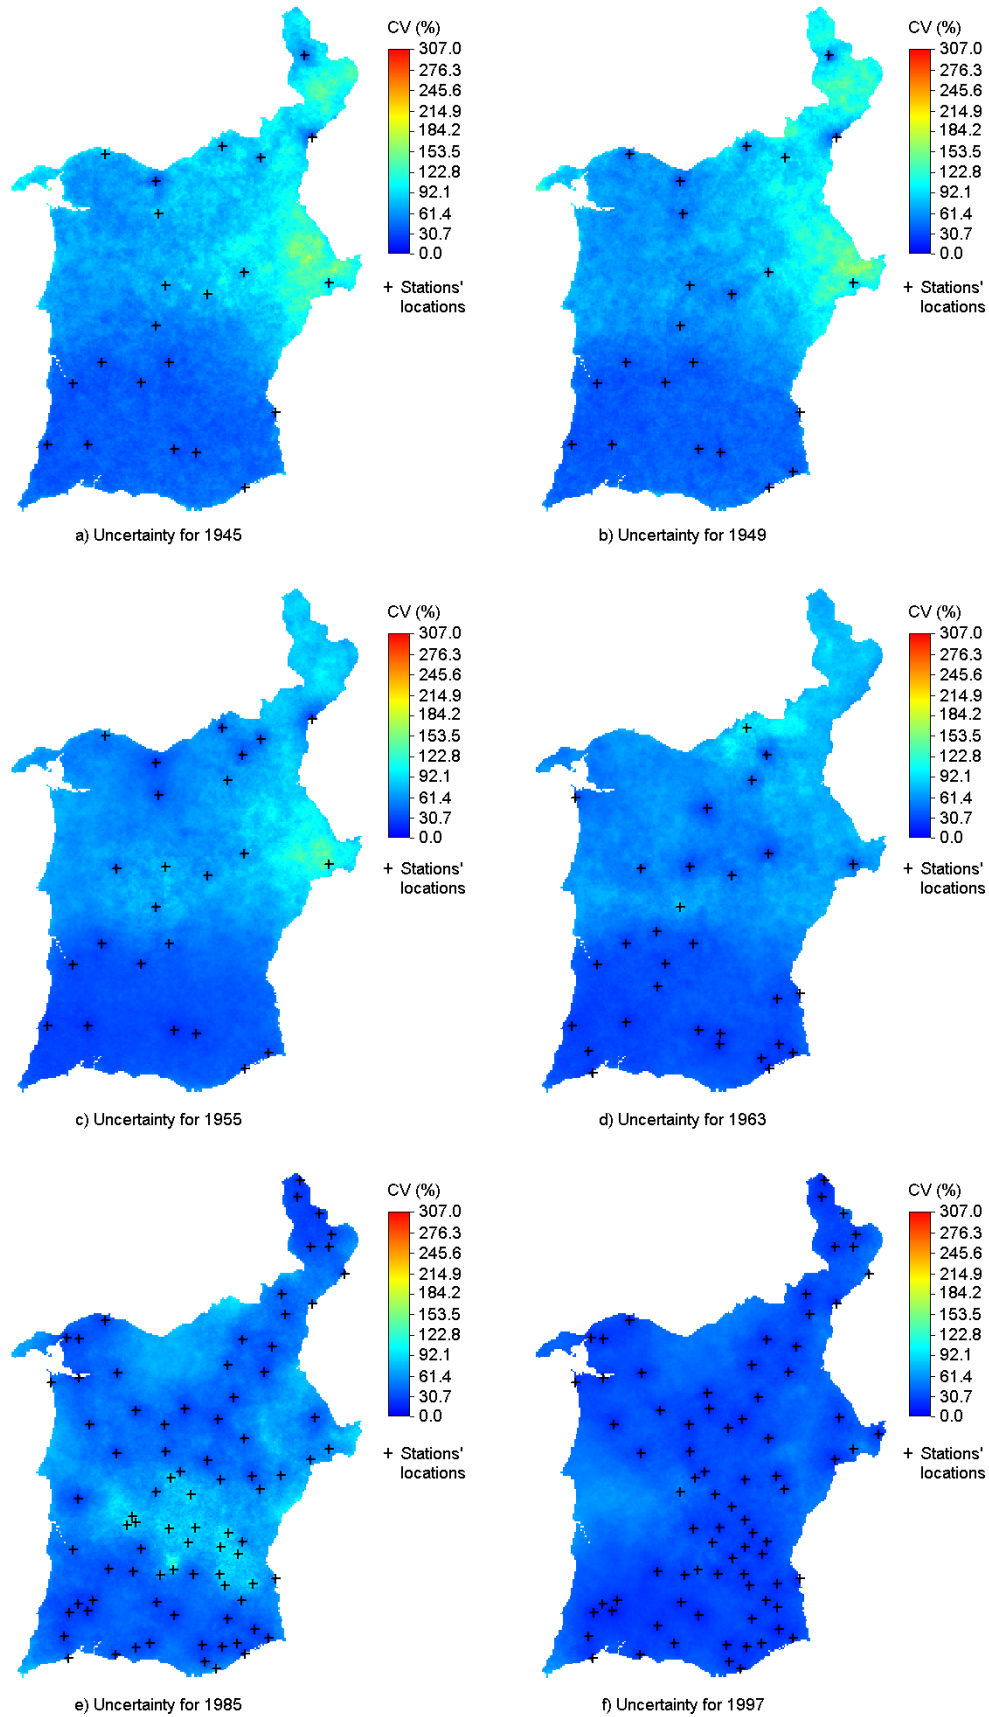 CV (%)
307.0
276.3
245.6
214.9
184.2
153.5
122.8
92.1
61.4
30.7
0.0
+ Stations'
locations
a) Uncertainty for 1945
CV (%)
307.0
276.3
245.6
214.9
184.2
153.5
122.8
92.1
61.4
30.7
0.0
+ Stations'
locations
b) Uncertainty for 1949
CV (%)
307.0
276.3
245.6
214.9
184.2
153.5
122.8
92.1
61.4
30.7
0.0
+ Stations'
locations
c) Uncertainty for 1955
CV (%)
307.0
276.3
245.6
214.9
184.2
153.5
122.8
92.1
61.4
30.7
0.0
+ Stations'
locations
d) Uncertainty for 1963
CV (%)
307.0
276.3
245.6
214.9
184.2
153.5
122.8
92.1
61.4
30.7
0.0
+ Stations'
locations
e) Uncertainty for 1985
CV (%)
307.0
276.3
245.6
214.9
184.2
153.5
122.8
92.1
61.4
30.7
0.0
+ Stations'
locations
f) Uncertainty for 1997